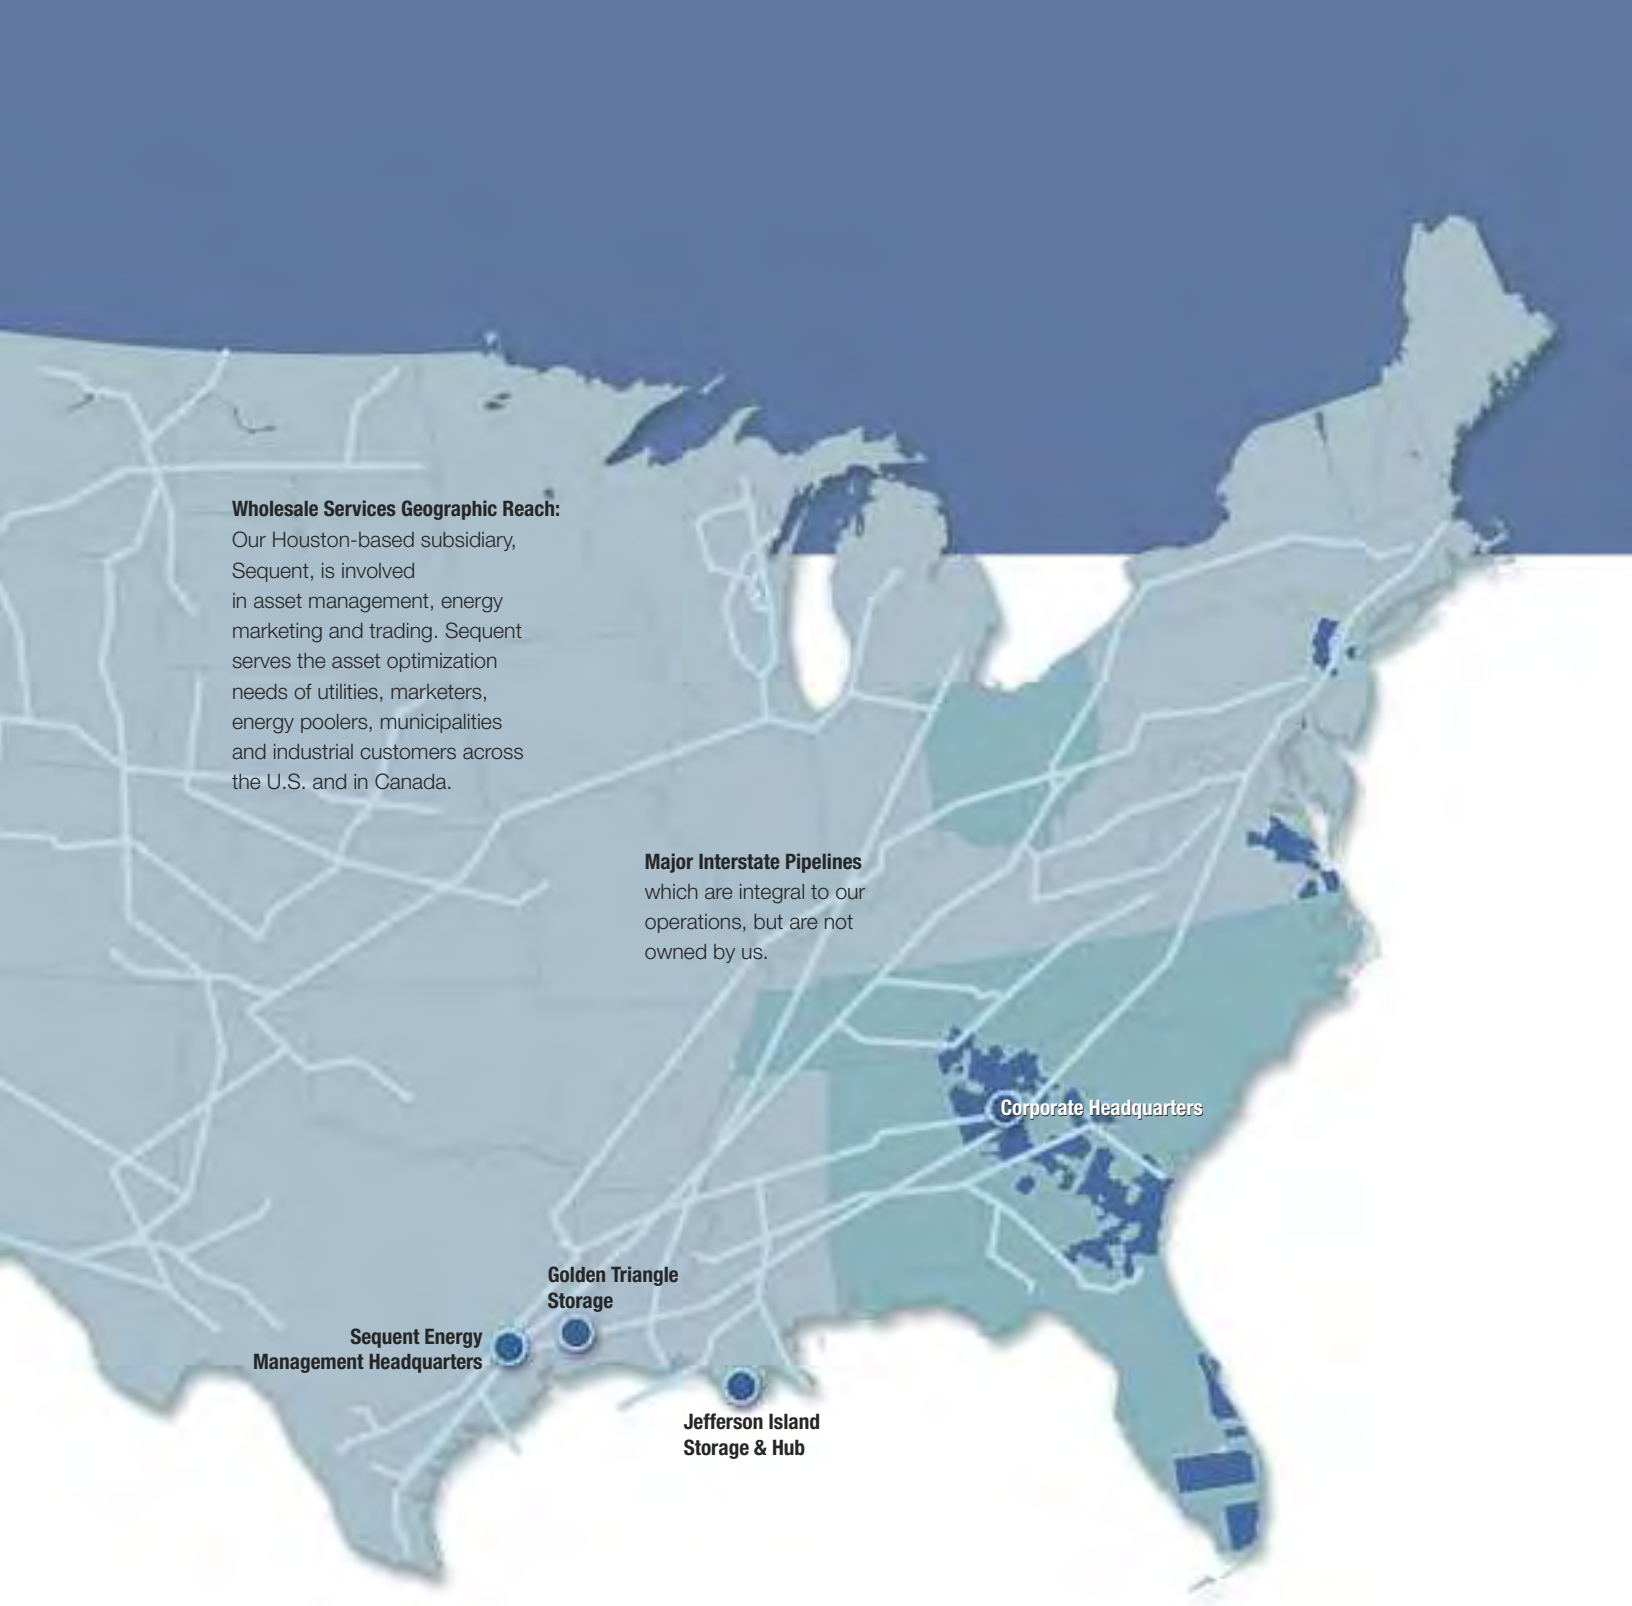 Wholesale Services Geographic Reach:
Our Houston-based subsidiary,
Sequent, is involved
in asset management, energy
marketing and trading. Sequent
serves the asset optimization
needs of utilities, marketers,
energy poolers, municipalities
and industrial customers across
the U.S. and in Canada.
Major Interstate Pipelines
which are integral to our
operations, but are not
owned by us.
Corporate Headquarters
Golden Triangle
Storage
Sequent Energy
Management Headquarters
Jefferson Island
Storage & Hub